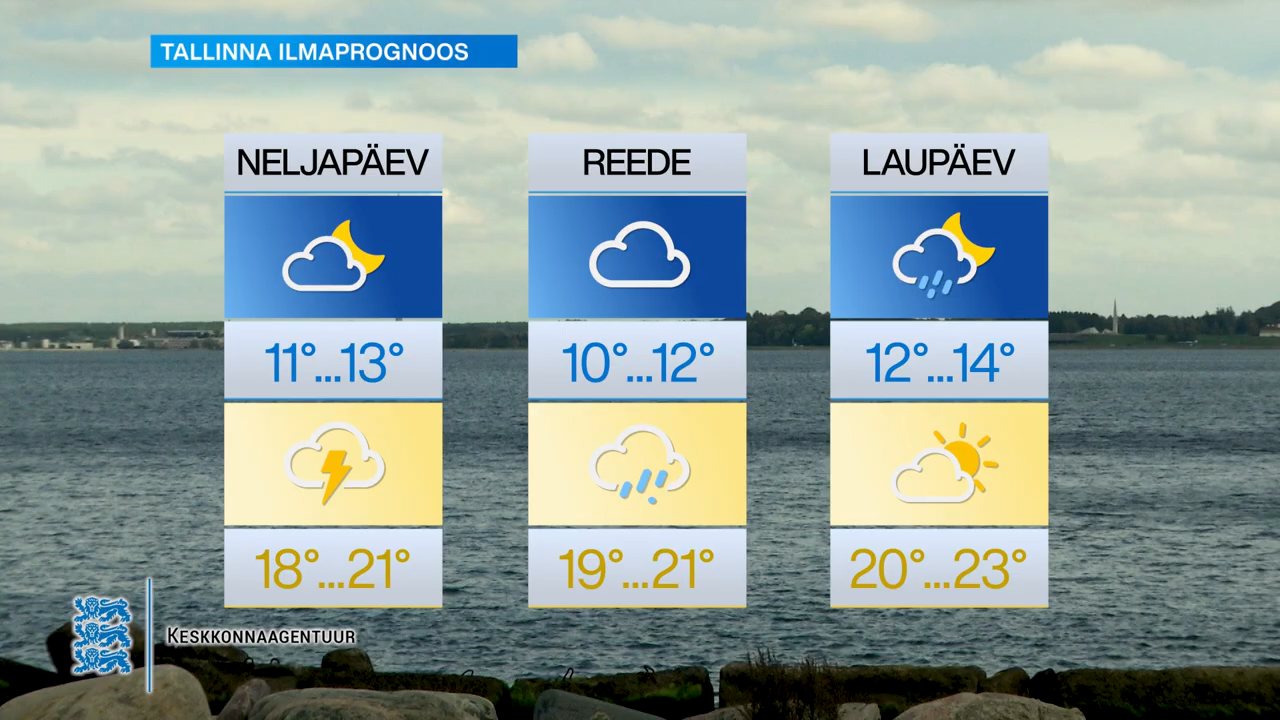 TALLINNA ILMAPROGNOOS
NELJAPÄEV
11°...13°
18°...21°
REEDE
10°...12°
19°...21°
LAUPÄEV
12°...14°
20°...23°
KESKKONNAAGENTUUR